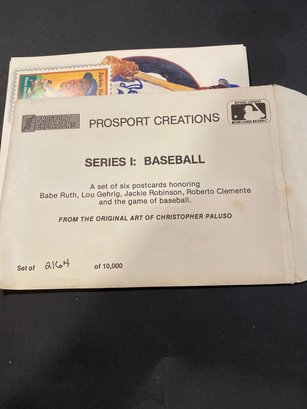 PROSPORT
CREATIONS
PROSPORT CREATIONS
SERIES I: BASEBALL
A set of six postcards honoring
Babe Ruth, Lou Gehrig, Jackie Robinson, Roberto Clemente
and the game of baseball.
FROM THE ORIGINAL ART OF CHRISTOPHER PALUSO
Set of 2164 of 10,000